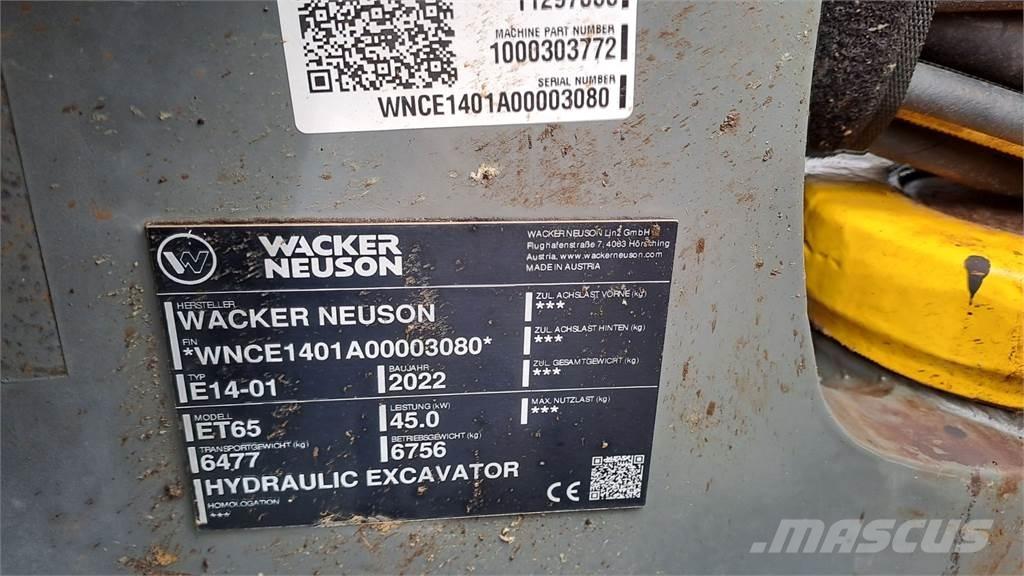 MACHINE PART NUMBER
1000303772
SERIAL NUMBER
WNCE1401A00003080
WACKER NEUSON
WACKER NEUSON Linz GmbH
Flughafenstraße 7, 4063 Hörsching
Austria, www.wackerneuson.com
MADE IN AUSTRIA
HERSTELLER
WACKER NEUSON
FIN
*WNCE1401A00003080*
TYP
E14-01
BAUJAHR
2022
ZUL. ACHSLAST VORNE (kg)
***
ZUL. ACHSLAST HINTEN (kg)
***
ZUL. GESAMTGEWICHT (kg)
***
MAX. NUTZLAST (kg)
***
MODELL
ET65
LEISTUNG (kW)
45.0
TRANSPORTGEWICHT (kg)
6477
BETRIEBSGEWICHT (kg)
6756
HYDRAULIC EXCAVATOR
HOMOLOGATION
***
CE
MASCUS